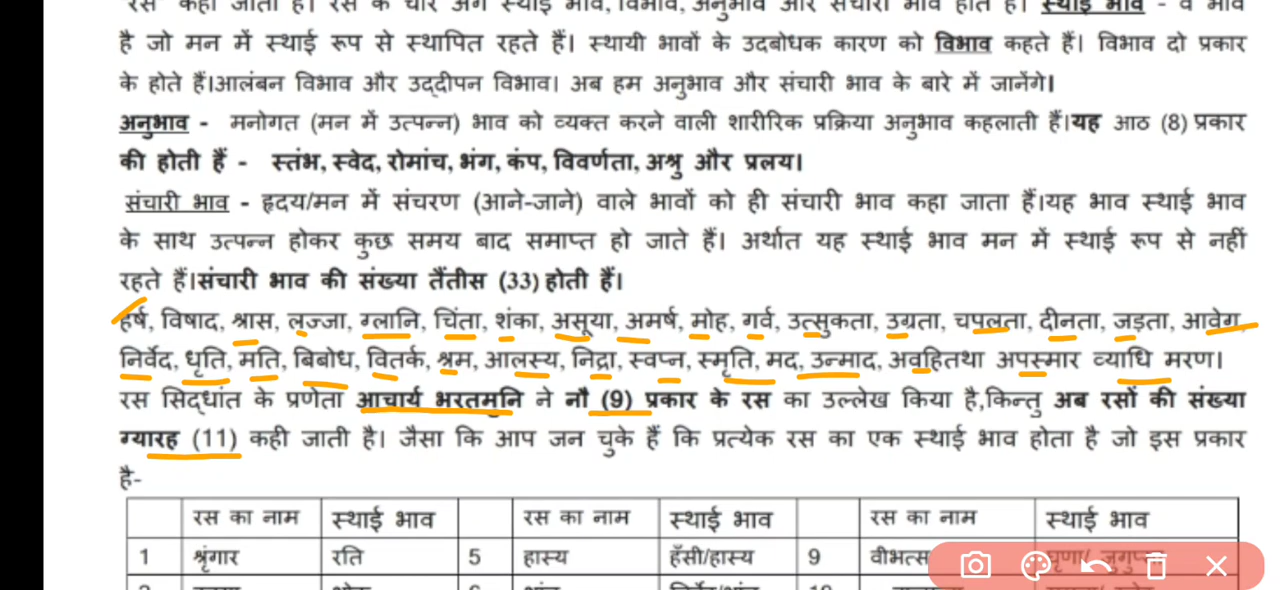 "रस" कहा जाता है। रस के चार अंग स्थाई भाव, विभाव, अनुभाव और संचारी भाव होते हैं। स्थाई भाव - वे भाव
है जो मन में स्थाई रूप से स्थापित रहते हैं। स्थायी भावों के उदबोधक कारण को विभाव कहते हैं। विभाव दो प्रकार
के होते हैं।आलंबन विभाव और उद्दीपन विभाव। अब हम अनुभाव और संचारी भाव के बारे में जानेंगे।
अनुभाव - मनोगत (मन में उत्पन्न) भाव को व्यक्त करने वाली शारीरिक प्रक्रिया अनुभाव कहलाती हैं।यह आठ (8) प्रकार
की होती हैं - स्तंभ, स्वेद, रोमांच, भंग, कंप, विवर्णता, अश्रु और प्रलय।
संचारी भाव - हृदय/मन में संचरण (आने-जाने) वाले भावों को ही संचारी भाव कहा जाता हैं।यह भाव स्थाई भाव
के साथ उत्पन्न होकर कुछ समय बाद समाप्त हो जाते हैं। अर्थात यह स्थाई भाव मन में स्थाई रूप से नहीं
रहते हैं।संचारी भाव की संख्या तैंतीस (33) होती हैं।
हर्ष, विषाद, श्रास, लज्जा, ग्लानि, चिंता, शंका, असूया, अमर्ष, मोह, गर्व, उत्सुकता, उग्रता, चपलता, दीनता, जड़ता, आवेग,
निर्वेद, धृति, मति, बिबोध, वितर्क, श्रम, आलस्य, निद्रा, स्वप्न, स्मृति, मद, उन्माद, अवहितथा अपस्मार व्याधि मरण।
रस सिद्धांत के प्रणेता आचार्य भरतमुनि ने नौ (9) प्रकार के रस का उल्लेख किया है,किन्तु अब रसों की संख्या
ग्यारह (11) कही जाती है। जैसा कि आप जन चुके हैं कि प्रत्येक रस का एक स्थाई भाव होता है जो इस प्रकार
है-
रस का नाम स्थाई भाव रस का नाम स्थाई भाव रस का नाम स्थाई भाव
1 श्रृंगार रति 5 हास्य हँसी/हास्य 9 वीभत्स घृणा/